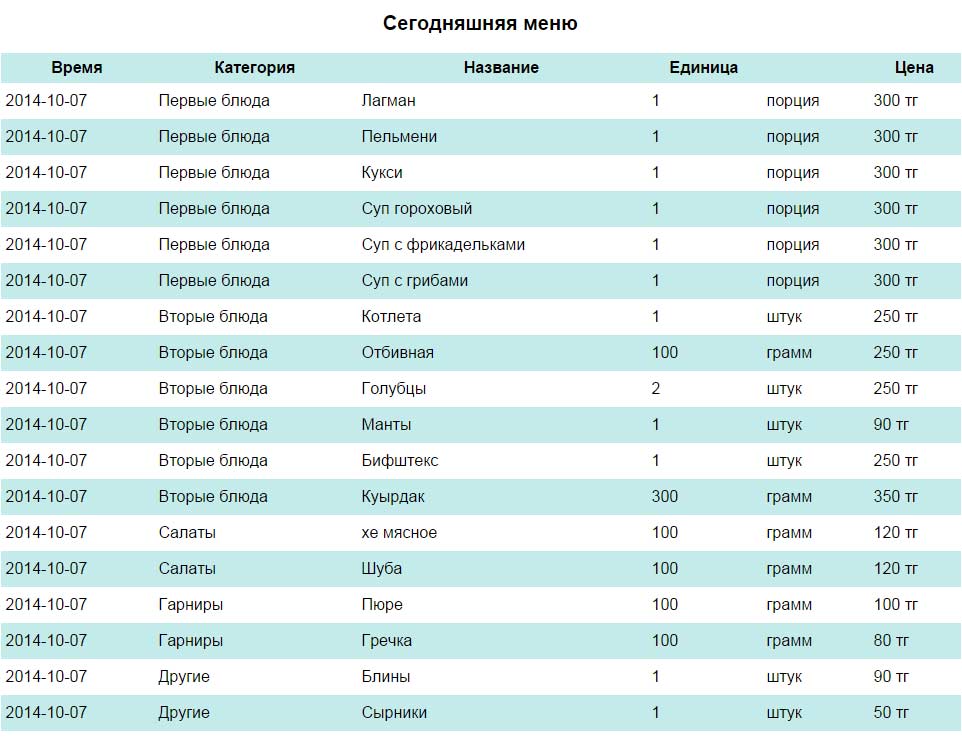 Сегодняшняя меню
Время Категория Название Единица Цена
2014-10-07 Первые блюда Лагман 1 порция 300 тг
2014-10-07 Первые блюда Пельмени 1 порция 300 тг
2014-10-07 Первые блюда Кукси 1 порция 300 тг
2014-10-07 Первые блюда Суп гороховый 1 порция 300 тг
2014-10-07 Первые блюда Суп с фрикадельками 1 порция 300 тг
2014-10-07 Первые блюда Суп с грибами 1 порция 300 тг
2014-10-07 Вторые блюда Котлета 1 штук 250 тг
2014-10-07 Вторые блюда Отбивная 100 грамм 250 тг
2014-10-07 Вторые блюда Голубцы 2 штук 250 тг
2014-10-07 Вторые блюда Манты 1 штук 90 тг
2014-10-07 Вторые блюда Бифштекс 1 штук 250 тг
2014-10-07 Вторые блюда Куырдак 300 грамм 350 тг
2014-10-07 Салаты хе мясное 100 грамм 120 тг
2014-10-07 Салаты Шуба 100 грамм 120 тг
2014-10-07 Гарниры Пюре 100 грамм 100 тг
2014-10-07 Гарниры Гречка 100 грамм 80 тг
2014-10-07 Другие Блины 1 штук 90 тг
2014-10-07 Другие Сырники 1 штук 50 тг